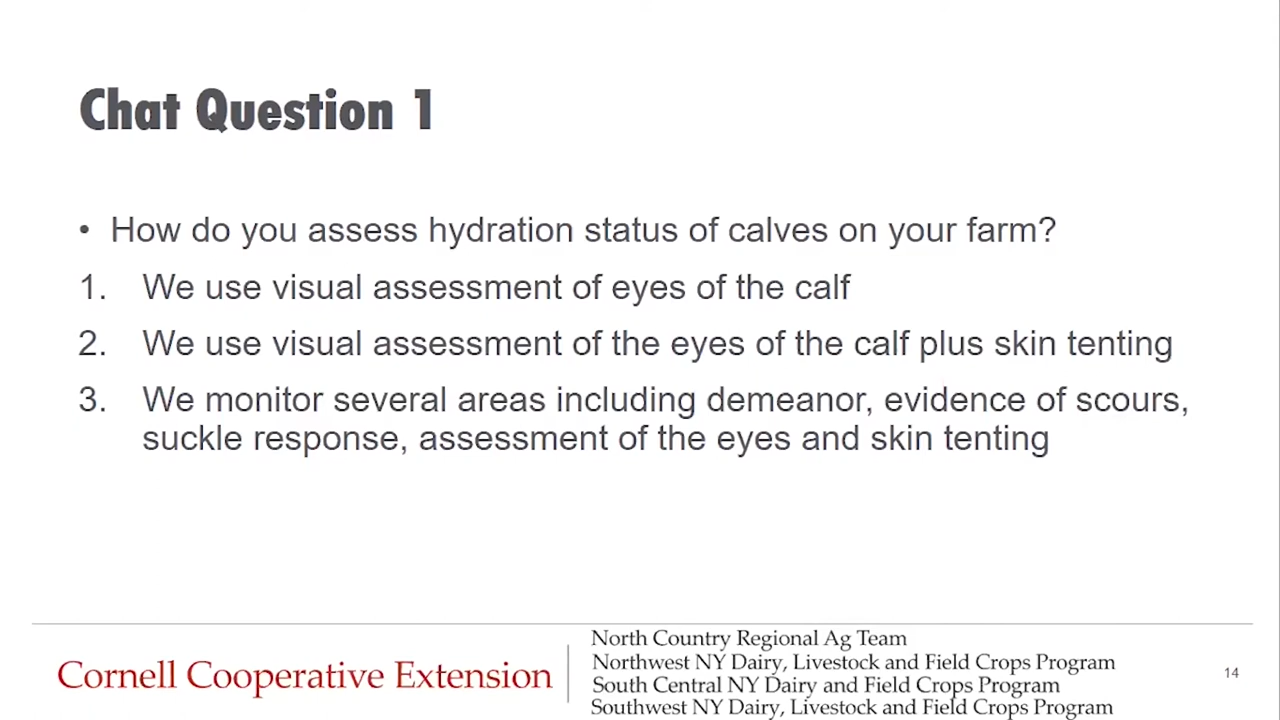 Chat Question 1
• How do you assess hydration status of calves on your farm?
1. We use visual assessment of eyes of the calf
2. We use visual assessment of the eyes of the calf plus skin tenting
3. We monitor several areas including demeanor, evidence of scours,
suckle response, assessment of the eyes and skin tenting
Cornell Cooperative Extension
North Country Regional Ag Team
Northwest NY Dairy, Livestock and Field Crops Program
South Central NY Dairy and Field Crops Program
Southwest NY Dairy, Livestock and Field Crops Program
14